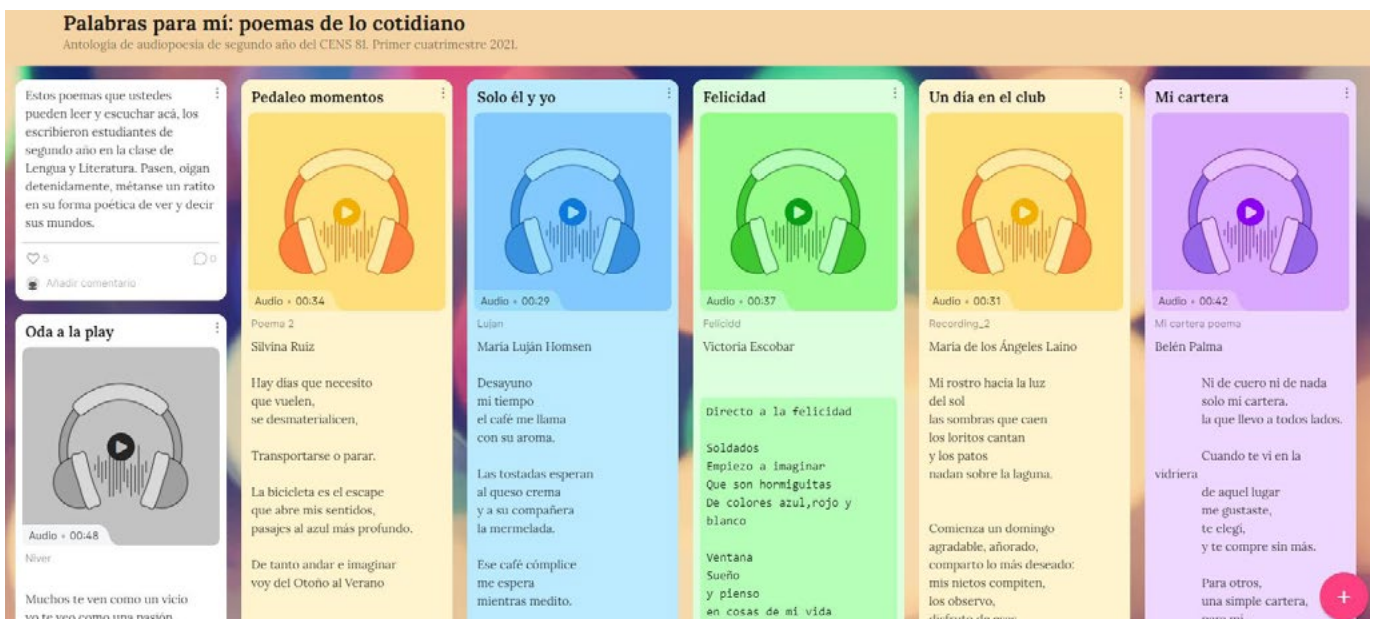 Palabras para mí: poemas de lo cotidiano
Antología de audiopoesía de segundo año del CENS 81. Primer cuatrimestre 2021.
Estos poemas que ustedes
pueden leer y escuchar acá, los
escribieron estudiantes de
segundo año en la clase de
Lengua y Literatura. Pasen, oigan
detenidamente, métanse un ratito
en su forma poética de ver y decir
sus mundos.
5
0
Añadir comentario
Oda a la play
Audio • 00:48
Niver
Muchos te ven como un vicio
yo te veo como una pasión
Pedaleo momentos
Audio • 00:34
Poema 2
Silvina Ruiz
Hay días que necesito
que vuelen,
se desmaterialicen,
Transportarse o parar.
La bicicleta es el escape
que abre mis sentidos,
pasajes al azul más profundo.
De tanto andar e imaginar
voy del Otoño al Verano
Solo él y yo
Audio • 00:29
Lujan
María Luján Homsen
Desayuno
mi tiempo
el café me llama
con su aroma.
Las tostadas esperan
al queso crema
y a su compañera
la mermelada.
Ese café cómplice
me espera
mientras medito.
Felicidad
Audio • 00:37
Felicidd
Victoria Escobar
Directo a la felicidad
Soldados
Empiezo a imaginar
Que son hormiguitas
De colores azul,rojo y
blanco
Ventana
Sueño
y pienso
en cosas de mi vida
Un día en el club
Audio • 00:31
Recording_2
María de los Ángeles Laino
Mi rostro hacia la luz
del sol
las sombras que caen
los loritos cantan
y los patos
nadan sobre la laguna.
Comienza un domingo
agradable, añorado,
comparto lo más deseado:
mis nietos compiten,
los observo,
disfruto de esos
Mi cartera
Audio • 00:42
Mi cartera poema
Belén Palma
Ni de cuero ni de nada
solo mi cartera.
la que llevo a todos lados.
Cuando te vi en la
vidriera
de aquel lugar
me gustaste,
te elegí,
y te compre sin más.
Para otros,
una simple cartera,
para mi